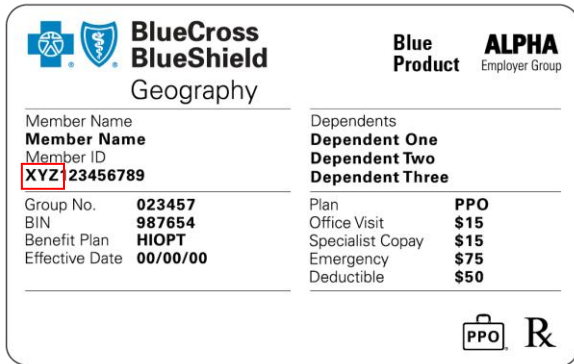 BlueCross
BlueShield
Geography
Blue
Product
ALPHA
Employer Group
Member Name
Member Name
Member ID
XYZ123456789
Dependents
Dependent One
Dependent Two
Dependent Three
Group No. 023457
BIN 987654
Benefit Plan HIOPT
Effective Date 00/00/00
Plan PPO
Office Visit $15
Specialist Copay $15
Emergency $75
Deductible $50
PPO
Rx